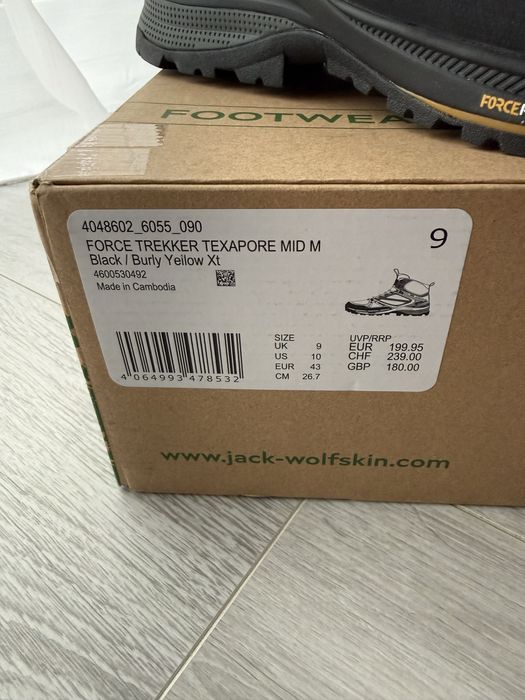 FORCEF
FOOTWEA
4048602_6055_090
FORCE TREKKER TEXAPORE MID M
Black / Burly Yellow Xt
4600530492
Made in Cambodia
9
SIZE
UK 9
US 10
EUR 43
CM 26.7
UVP/RRP
EUR 199.95
CHF 239.00
GBP 180.00
4 064993 478532
www.jack-wolfskin.com